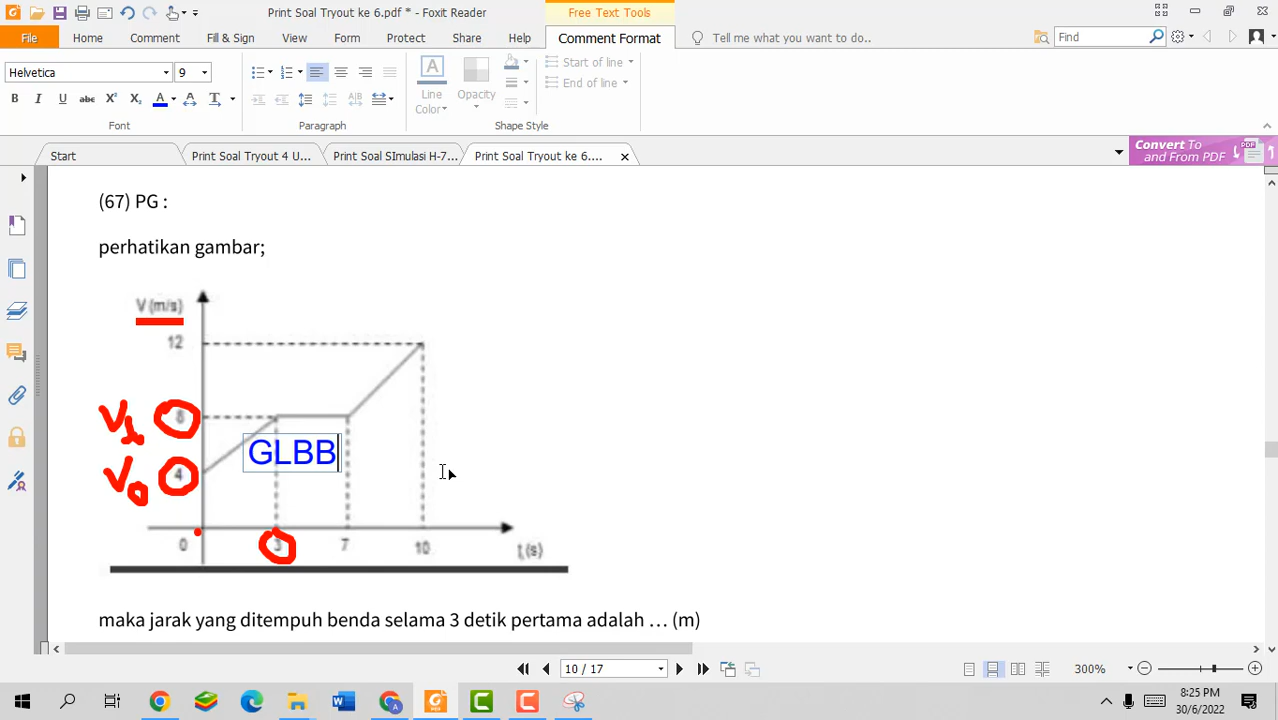 Print Soal Tryout ke 6.pdf * - Foxit Reader
Free Text Tools
File Home Comment Fill & Sign View Form Protect Share Help Comment Format Tell me what you want to do.. Find
Helvetica 9
Line Color
Opacity
Start of line
End of line
Font Paragraph Shape Style
Start Print Soal Tryout 4 U... Print Soal SImulasi H-7... Print Soal Tryout ke 6.... Convert To and From PDF
(67) PG :
perhatikan gambar;
V (m/s)
12
V1 8
GLBB
V0 4
0 3 7 10 t,(s)
maka jarak yang ditempuh benda selama 3 detik pertama adalah … (m)
10 / 17 300%
8:25 PM
30/6/2022